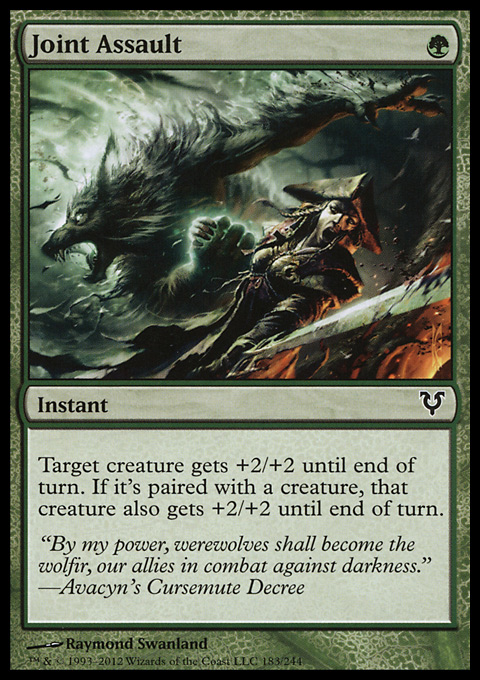 Joint Assault
Instant
Target creature gets +2/+2 until end of
turn. If it's paired with a creature, that
creature also gets +2/+2 until end of turn.
"By my power, werewolves shall become the
wolfir, our allies in combat against darkness."
—Avacyn's Cursemute Decree
Raymond Swanland
™ & © 1993–2012 Wizards of the Coast LLC 183/244